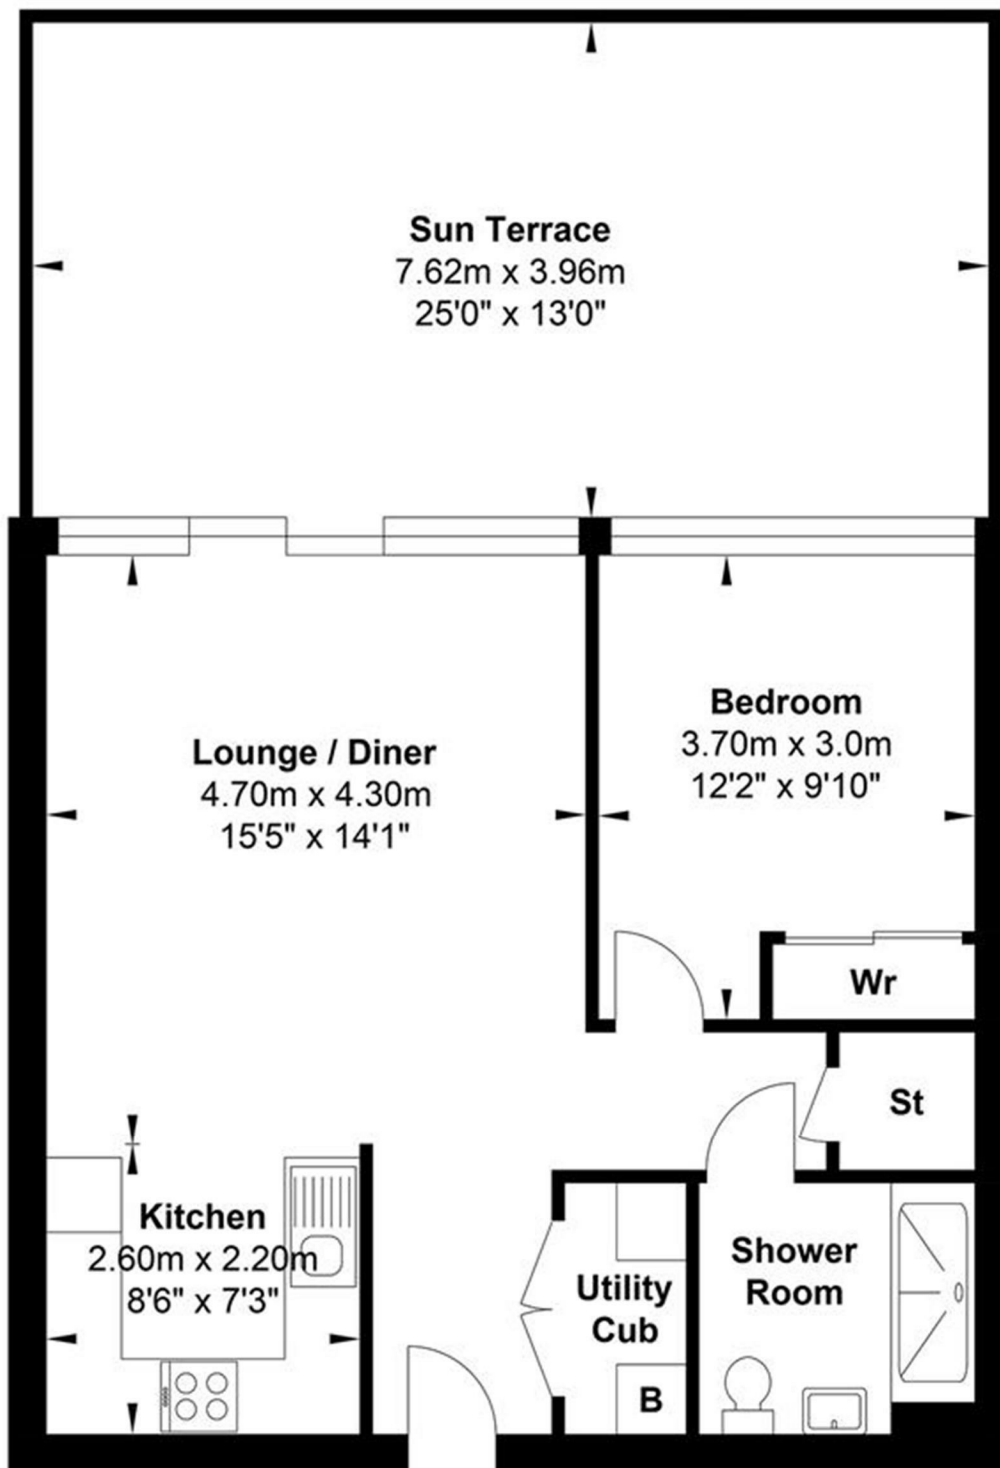 Sun Terrace
7.62m x 3.96m
25'0" x 13'0"
Lounge / Diner
4.70m x 4.30m
15'5" x 14'1"
Bedroom
3.70m x 3.0m
12'2" x 9'10"
Wr
St
Kitchen
2.60m x 2.20m
8'6" x 7'3"
Utility
Cub
B
Shower
Room